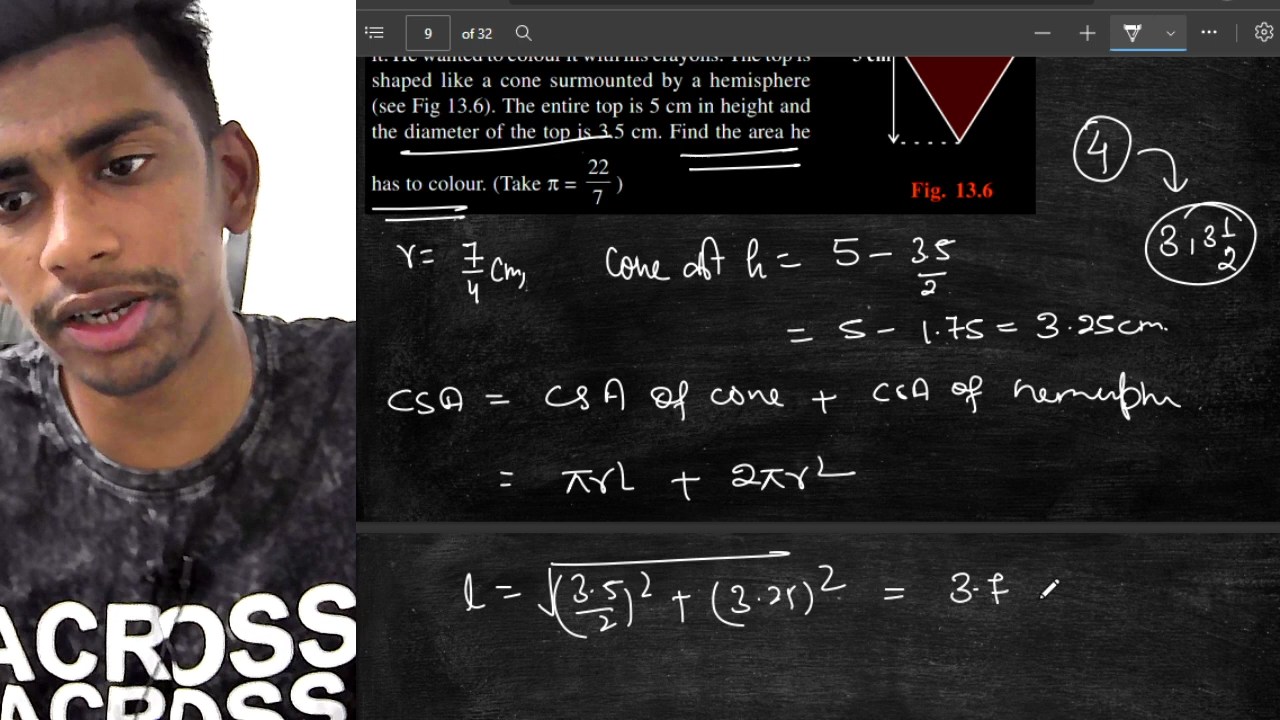 9 of 32
shaped like a cone surmounted by a hemisphere
(see Fig 13.6). The entire top is 5 cm in height and
the diameter of the top is 3.5 cm. Find the area he
has to colour. (Take π = 22/7)
Fig. 13.6
4
3, 3 1/2
r = 7/4 cm, cone h = 5 - 3.5/2
= 5 - 1.75 = 3.25 cm.
CSA = CSA of cone + CSA of
= πrl + 2πr²
l = √(3.5/2)² + (3.25)² = 3.7
ACROSS
ACROSS